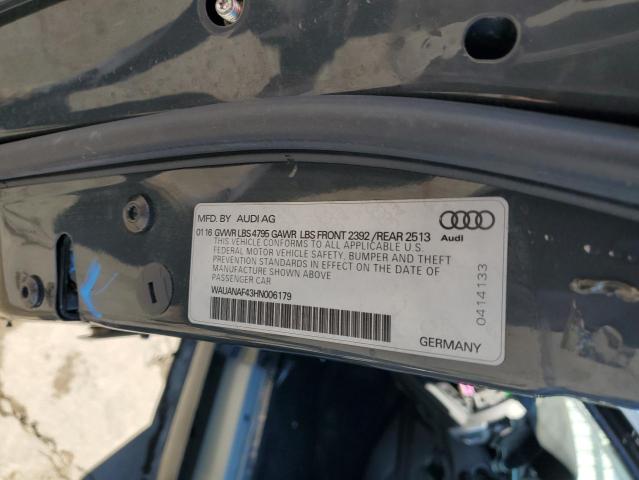 MFD. BY AUDI AG
01 16 GVWR LBS 4795 GAWR LBS FRONT 2392 /REAR 2513
THIS VEHICLE CONFORMS TO ALL APPLICABLE U.S.
FEDERAL MOTOR VEHICLE SAFETY, BUMPER AND THEFT
PREVENTION STANDARDS IN EFFECT ON THE DATE OF
MANUFACTURE SHOWN ABOVE.
PASSENGER CAR
WAUANAF43HN006179
Audi
0414133
GERMANY